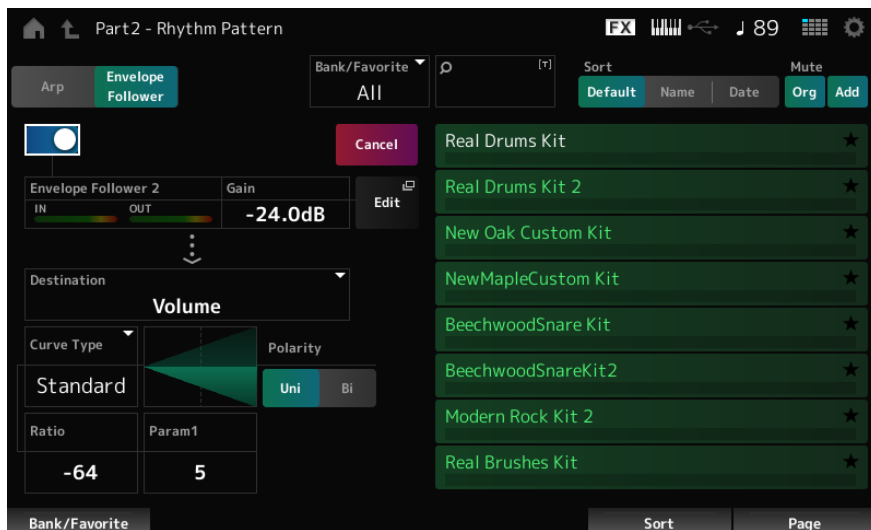 Part2 - Rhythm Pattern
FX
♩ 89
Arp
Envelope
Follower
Bank/Favorite
All
[T]
Sort
Default
Name
Date
Mute
Org
Add
Cancel
Envelope Follower 2
IN
OUT
Gain
-24.0dB
Edit
Destination
Volume
Curve Type
Standard
Polarity
Uni
Bi
Ratio
-64
Param1
5
Real Drums Kit
Real Drums Kit 2
New Oak Custom Kit
NewMapleCustom Kit
BeechwoodSnare Kit
BeechwoodSnareKit2
Modern Rock Kit 2
Real Brushes Kit
Bank/Favorite
Sort
Page